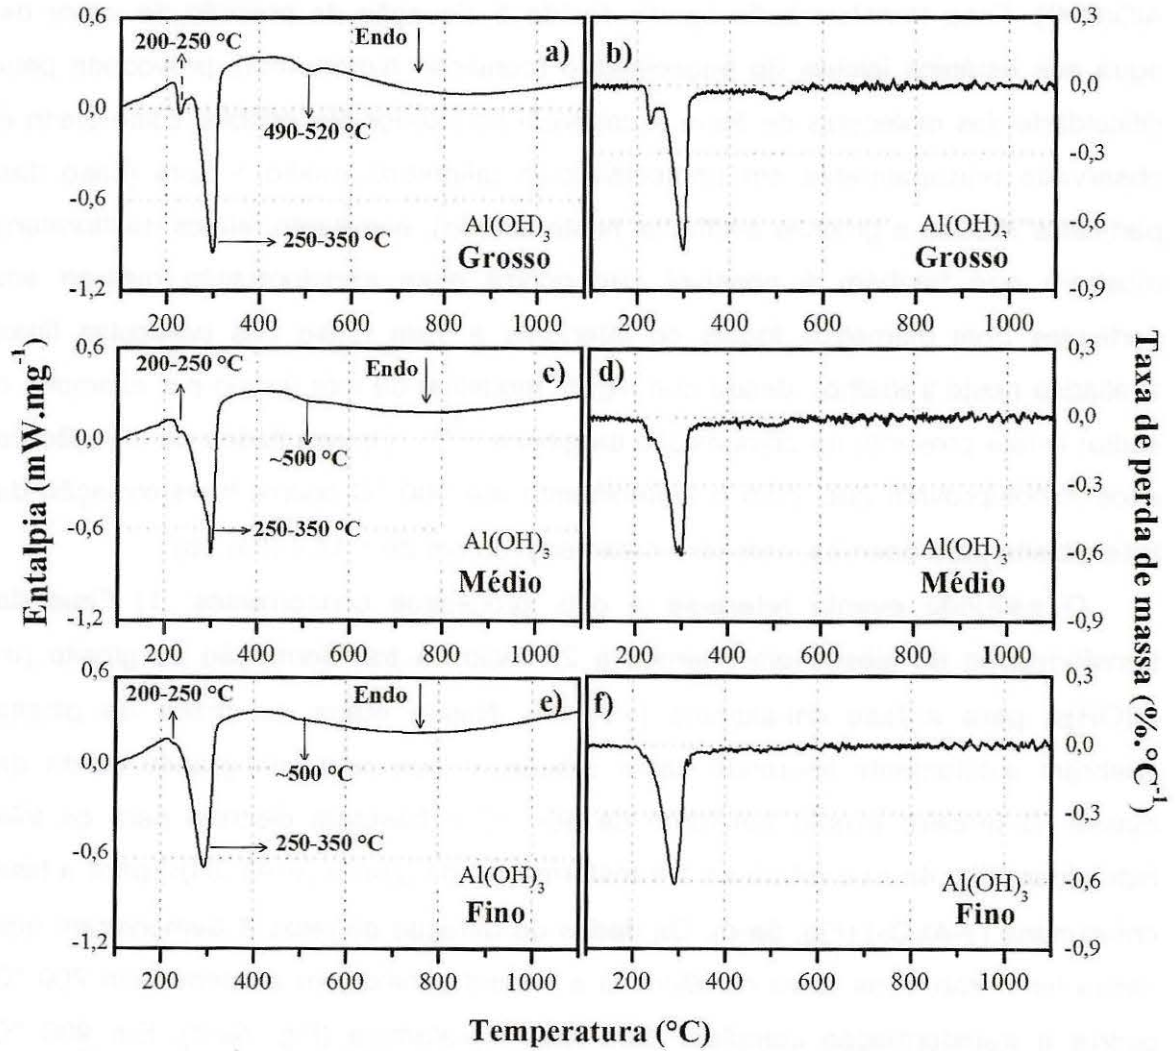 0,6
200-250 °C
Endo
a)
0,0
490-520 °C
-0,6
250-350 °C
Al(OH)3
Grosso
-1,2
200 400 600 800 1000
b)
0,3
0,0
-0,3
-0,6
Al(OH)3
Grosso
-0,9
200 400 600 800 1000
0,6
200-250 °C
Endo
c)
0,0
~500 °C
-0,6
250-350 °C
Al(OH)3
Médio
-1,2
200 400 600 800 1000
d)
0,3
0,0
-0,3
Al(OH)3
-0,6
Médio
-0,9
200 400 600 800 1000
0,6
200-250 °C
Endo
e)
0,0
~500 °C
250-350 °C
-0,6
Al(OH)3
Fino
-1,2
200 400 600 800 1000
f)
0,3
0,0
-0,3
Al(OH)3
-0,6
Fino
-0,9
200 400 600 800 1000
Entalpia (mW.mg-1)
Taxa de perda de massa (%.°C-1)
Temperatura (°C)